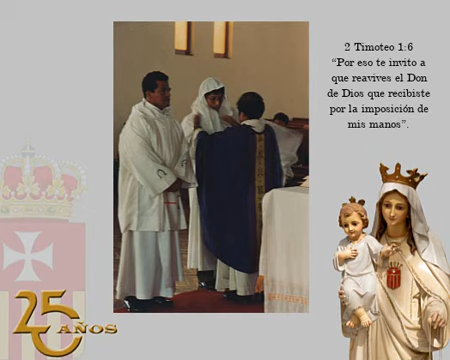 2 Timoteo 1:6
“Por eso te invito a
que reavives el Don
de Dios que recibiste
por la imposición de
mis manos”.
25
AÑOS